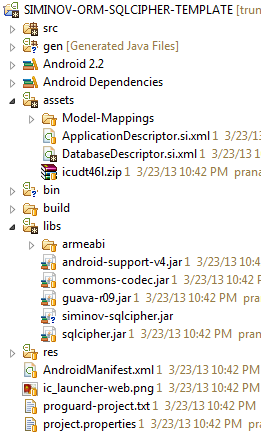 SIMINOV-ORM-SQLCIPHER-TEMPLATE [trun
src
gen [Generated Java Files]
Android 2.2
Android Dependencies
assets
Model-Mappings
ApplicationDescriptor.si.xml 1 3/23/13
DatabaseDescriptor.si.xml 1 3/23/13 10
icudt46l.zip 1 3/23/13 10:42 PM prana
bin
build
libs
armeabi
android-support-v4.jar 1 3/23/13 10:42
commons-codec.jar 1 3/23/13 10:42 PM
guava-r09.jar 1 3/23/13 10:42 PM pran
siminov-sqlcipher.jar
sqlcipher.jar 1 3/23/13 10:42 PM prana
res
AndroidManifest.xml 1 3/23/13 10:42 PM
ic_launcher-web.png 1 3/23/13 10:42 PM
proguard-project.txt 1 3/23/13 10:42 PM
project.properties 1 3/23/13 10:42 PM p